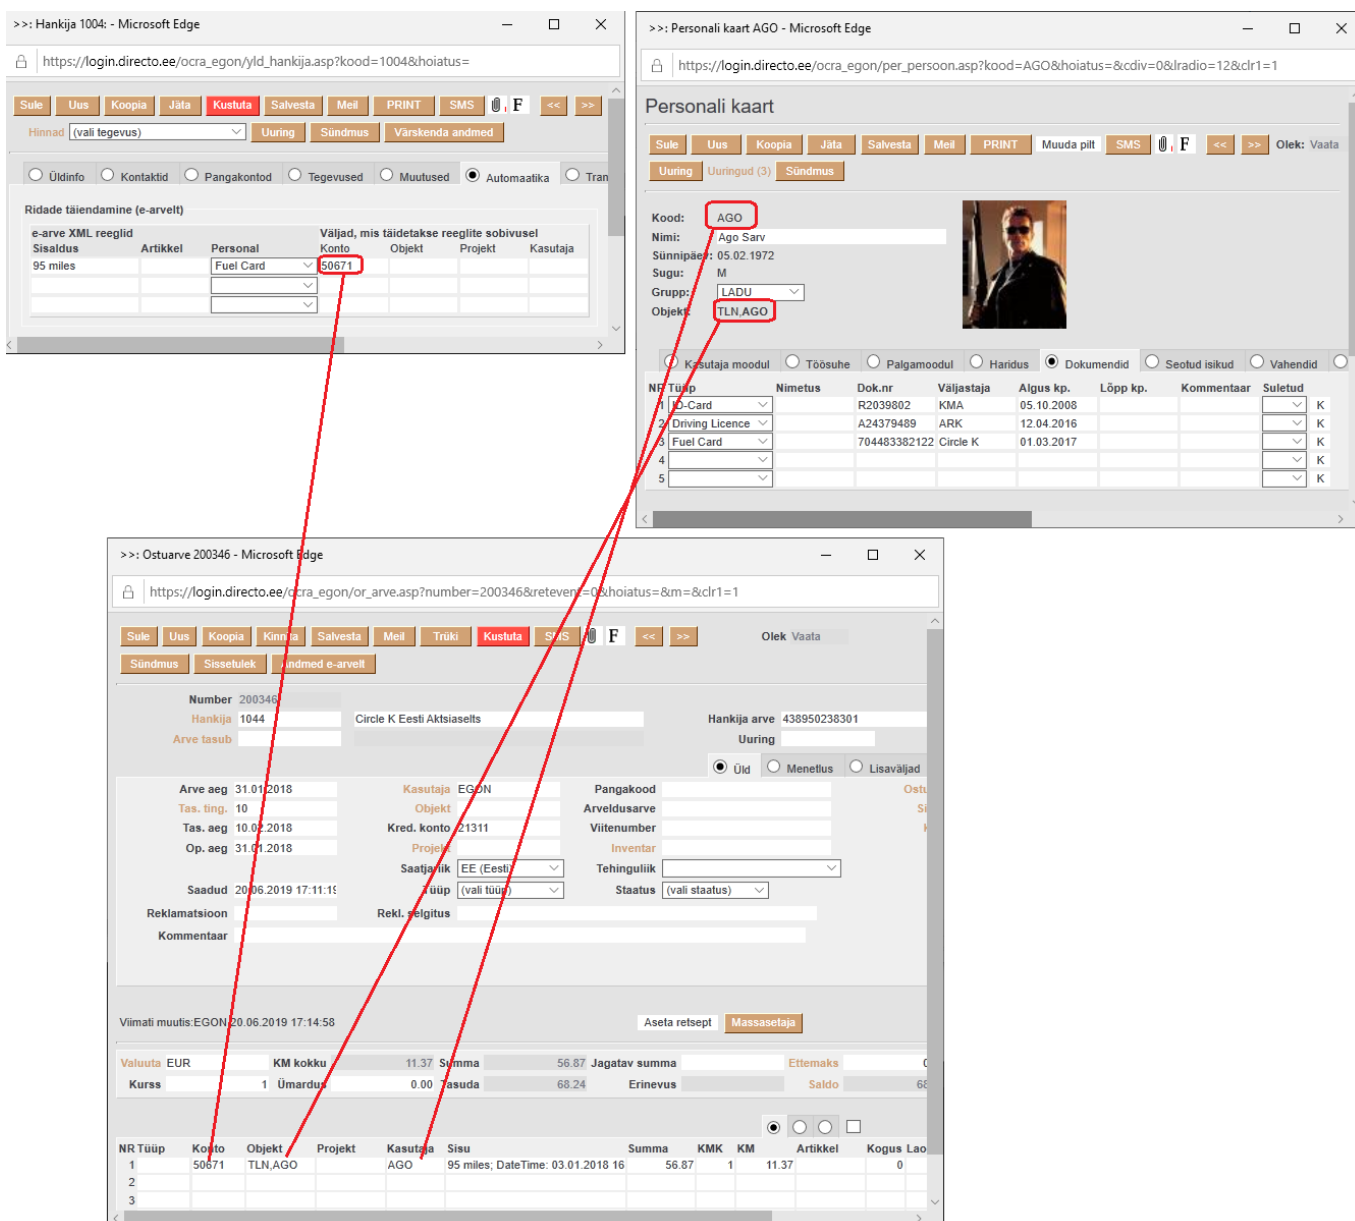 >>: Hankija 1004: - Microsoft Edge
https://login.directo.ee/ocra_egon/yld_hankija.asp?kood=1004&hoiatus=
Sule Uus Koopia Jäta Kustuta Salvesta Meil PRINT SMS F << >>
Hinnad (vali tegevus) Uuring Sündmus Värskenda andmed
Üldinfo Kontaktid Pangakontod Tegevused Muutused Automaatika Tran
Ridade täiendamine (e-arvelt)
e-arve XML reeglid Väljad, mis täidetakse reeglite sobivusel
Sisaldus Artikkel Personal Konto Objekt Projekt Kasutaja
95 miles Fuel Card 50671
>>: Personali kaart AGO - Microsoft Edge
https://login.directo.ee/ocra_egon/per_persoon.asp?kood=AGO&hoiatus=&cdiv=0&lradio=12&clr1=1
Personali kaart
Sule Uus Koopia Jäta Salvesta Meil PRINT Muuda pilt SMS F << >> Olek: Vaata
Uuring Uuringud (3) Sündmus
Kood: AGO
Nimi: Ago Sarv
Sünnipäev: 05.02.1972
Sugu: M
Grupp: LADU
Objekt: TLN,AGO
Kasutaja moodul Töösuhe Palgamoodul Haridus Dokumendid Seotud isikud Vahendid
NR Tüüp Nimetus Dok.nr Väljastaja Algus kp. Lõpp kp. Kommentaar Suletud
1 ID-Card R2039802 KMA 05.10.2008 K
2 Driving Licence A24379489 ARK 12.04.2016 K
3 Fuel Card 704483382122 Circle K 01.03.2017 K
4 K
5 K
>>: Ostuarve 200346 - Microsoft Edge
https://login.directo.ee/ocra_egon/or_arve.asp?number=200346&retevent=0&hoiatus=&m=&clr1=1
Sule Uus Koopia Kinnita Salvesta Meil Trüki Kustuta SMS F << >> Olek Vaata
Sündmus Sissetulek Andmed e-arvelt
Number 200346
Hankija 1044 Circle K Eesti Aktsiaselts Hankija arve 438950238301
Arve tasub Uuring
Üld Menetlus Lisaväljad
Arve aeg 31.01.2018 Kasutaja EGON Pangakood Ostu
Tas. ting. 10 Objekt Arveldusarve Si
Tas. aeg 10.02.2018 Kred. konto 21311 Viitenumber
Op. aeg 31.01.2018 Projekt Inventar
Saatjariik EE (Eesti) Tehinguliik
Saadud 20.06.2019 17:11:19 Tüüp (vali tüüp) Staatus (vali staatus)
Reklamatsioon Rekl. selgitus
Kommentaar
Viimati muutis:EGON 20.06.2019 17:14:58 Aseta retsept Massasetaja
Valuuta EUR KM kokku 11.37 Summa 56.87 Jagatav summa Ettemaks 0
Kurss 1 Ümardus 0.00 Tasuda 68.24 Erinevus Saldo 68
NR Tüüp Konto Objekt Projekt Kasutaja Sisu Summa KMK KM Artikkel Kogus Lao
1 50671 TLN,AGO AGO 95 miles; DateTime: 03.01.2018 16 56.87 1 11.37 0
2
3